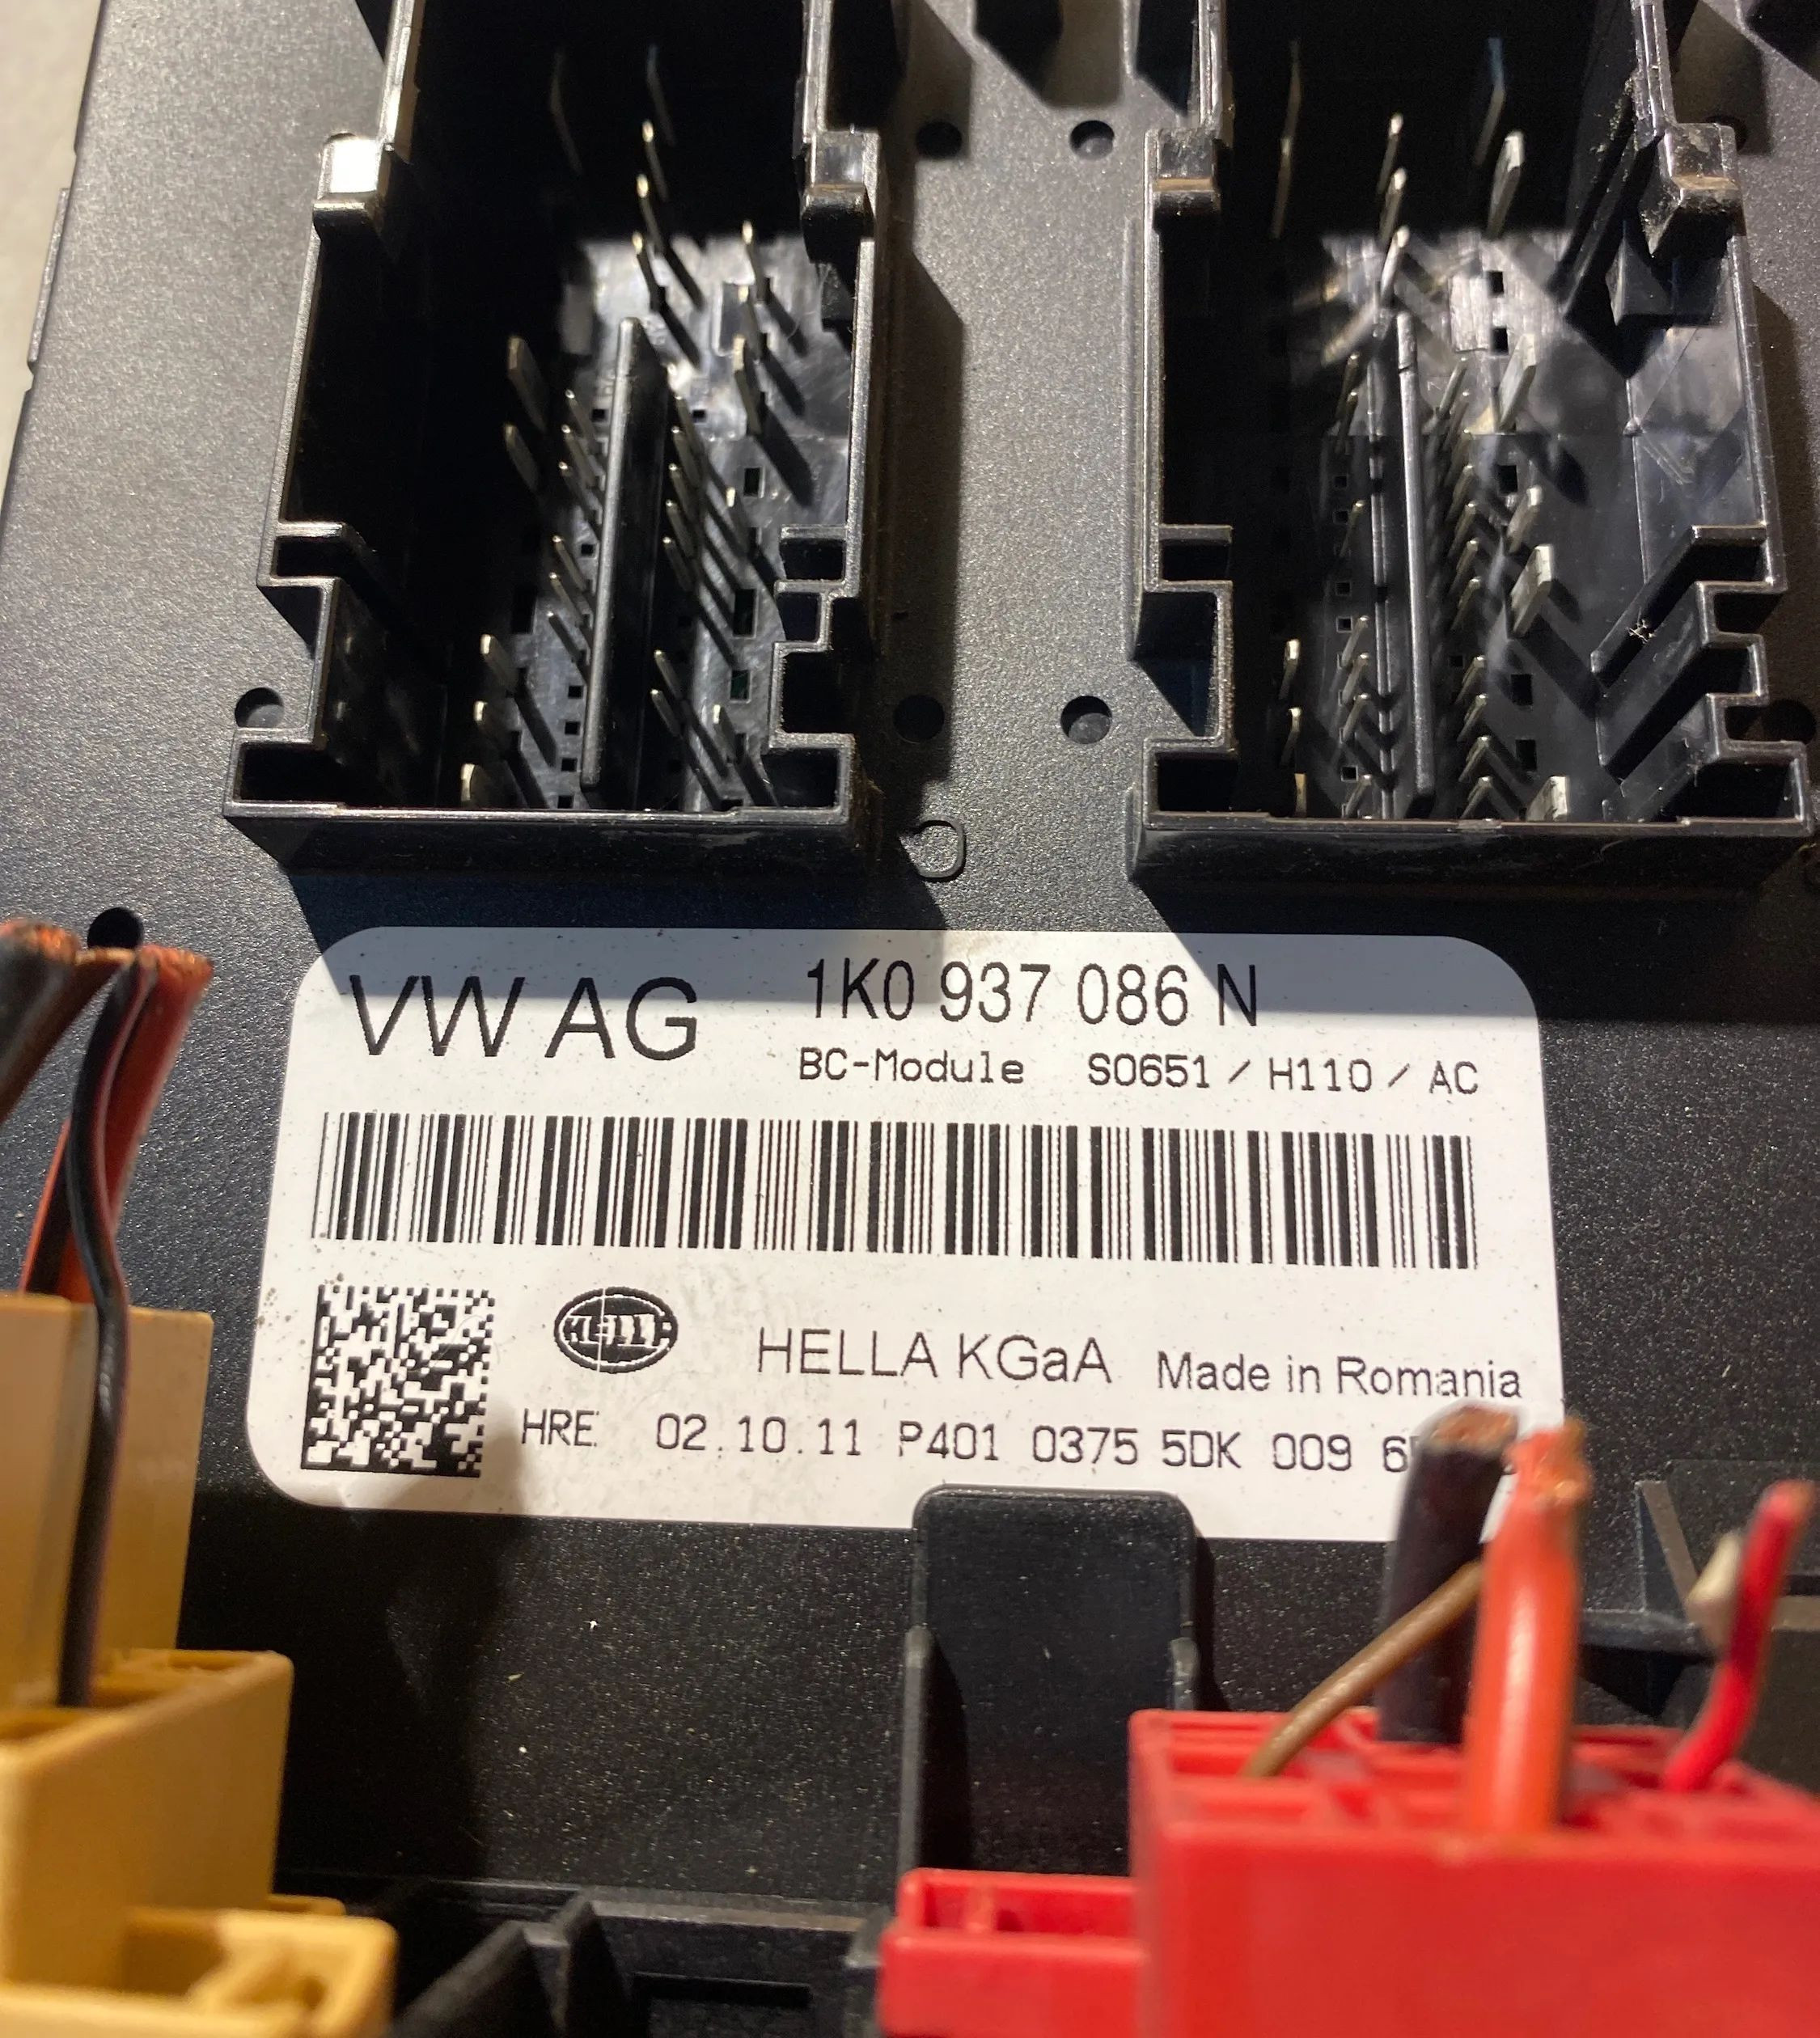 VW AG 1K0 937 086 N
BC-Module S0651 / H110 / AC
HELLA HELLA KGaA Made in Romania
HRE: 02.10.11 P401 0375 5DK 009